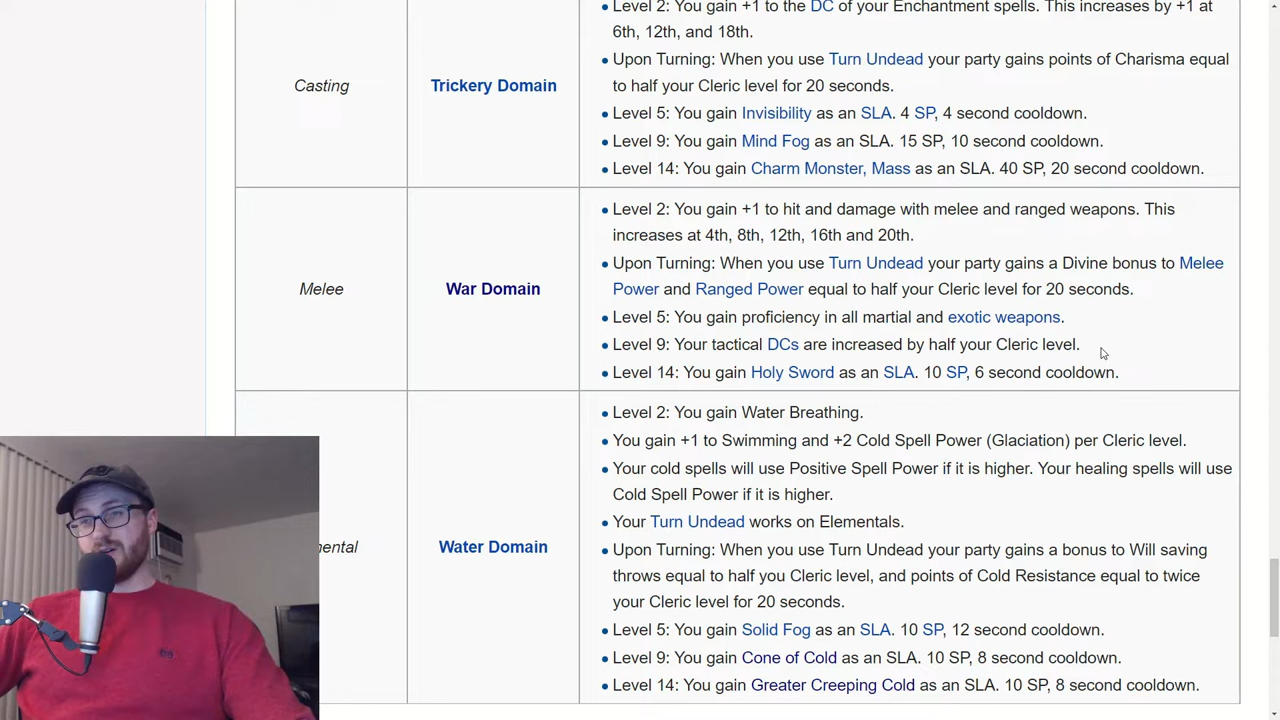 Level 2: You gain +1 to the DC of your Enchantment spells. This increases by +1 at
6th, 12th, and 18th.
Upon Turning: When you use Turn Undead your party gains points of Charisma equal
to half your Cleric level for 20 seconds.
Casting
Trickery Domain
Level 5: You gain Invisibility as an SLA. 4 SP, 4 second cooldown.
Level 9: You gain Mind Fog as an SLA. 15 SP, 10 second cooldown.
Level 14: You gain Charm Monster, Mass as an SLA. 40 SP, 20 second cooldown.
Level 2: You gain +1 to hit and damage with melee and ranged weapons. This
increases at 4th, 8th, 12th, 16th and 20th.
Upon Turning: When you use Turn Undead your party gains a Divine bonus to Melee
Power and Ranged Power equal to half your Cleric level for 20 seconds.
Melee
War Domain
Level 5: You gain proficiency in all martial and exotic weapons.
Level 9: Your tactical DCs are increased by half your Cleric level.
Level 14: You gain Holy Sword as an SLA. 10 SP, 6 second cooldown.
Level 2: You gain Water Breathing.
You gain +1 to Swimming and +2 Cold Spell Power (Glaciation) per Cleric level.
Your cold spells will use Positive Spell Power if it is higher. Your healing spells will use
Cold Spell Power if it is higher.
Your Turn Undead works on Elementals.
Water Domain
Upon Turning: When you use Turn Undead your party gains a bonus to Will saving
throws equal to half you Cleric level, and points of Cold Resistance equal to twice
your Cleric level for 20 seconds.
Level 5: You gain Solid Fog as an SLA. 10 SP, 12 second cooldown.
Level 9: You gain Cone of Cold as an SLA. 10 SP, 8 second cooldown.
Level 14: You gain Greater Creeping Cold as an SLA. 10 SP, 8 second cooldown.